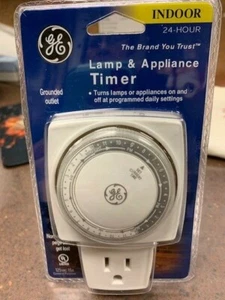 INDOOR
24-HOUR
GE
The Brand You Trust™
Lamp & Appliance
Timer
Grounded
outlet
• Turns lamps or appliances on and
off at programmed daily settings
GE